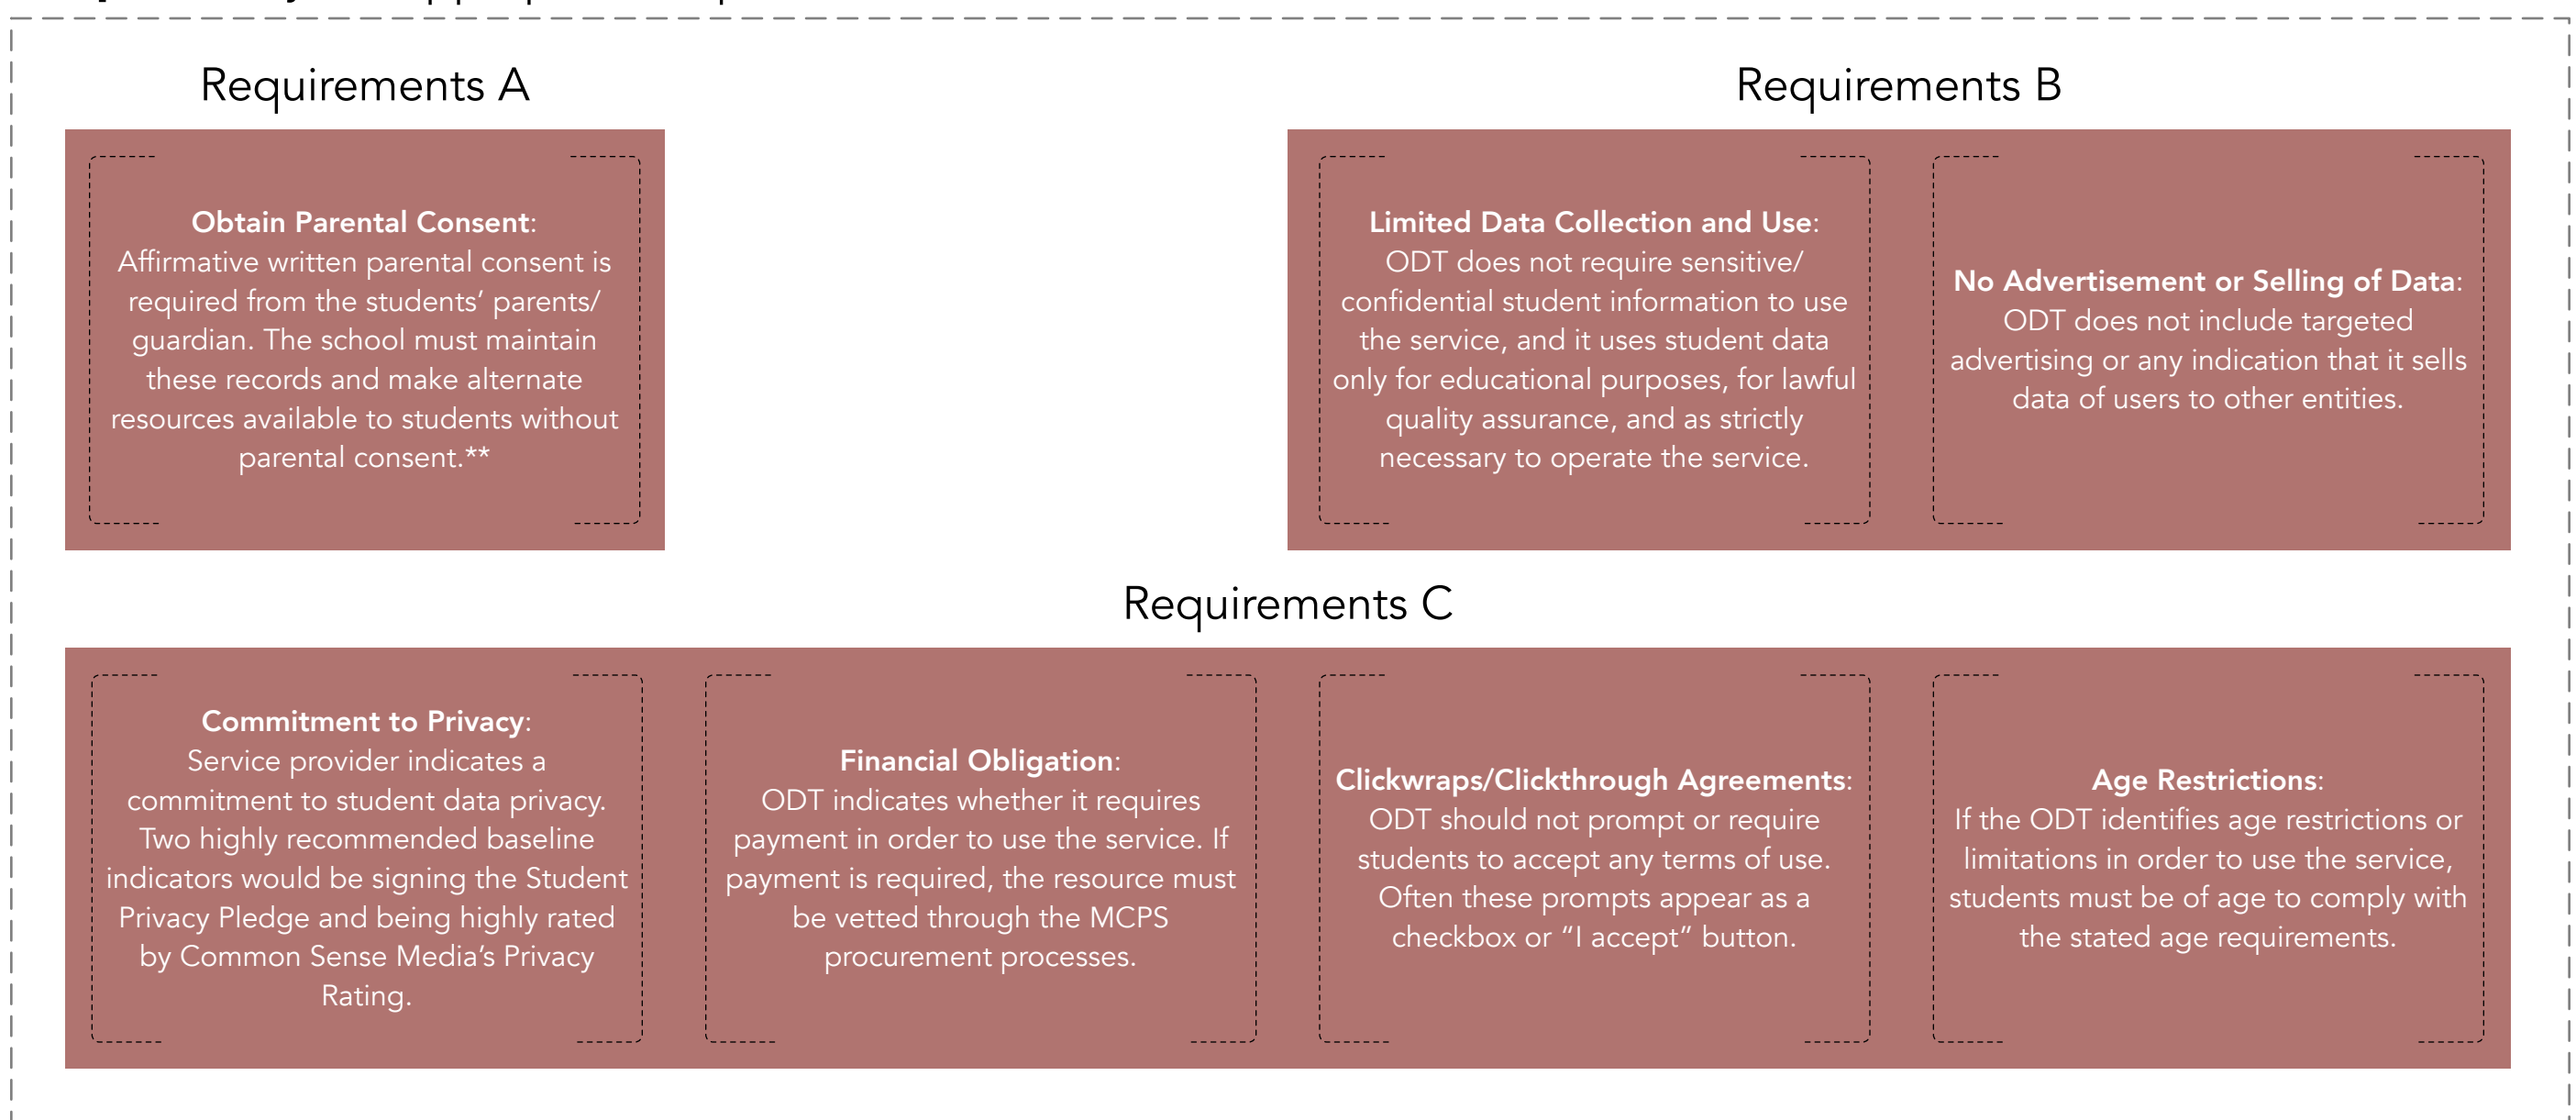 Requirements A
Obtain Parental Consent:
Affirmative written parental consent is
required from the students’ parents/
guardian. The school must maintain
these records and make alternate
resources available to students without
parental consent.**
Requirements B
Limited Data Collection and Use:
ODT does not require sensitive/
confidential student information to use
the service, and it uses student data
only for educational purposes, for lawful
quality assurance, and as strictly
necessary to operate the service.
No Advertisement or Selling of Data:
ODT does not include targeted
advertising or any indication that it sells
data of users to other entities.
Requirements C
Commitment to Privacy:
Service provider indicates a
commitment to student data privacy.
Two highly recommended baseline
indicators would be signing the Student
Privacy Pledge and being highly rated
by Common Sense Media’s Privacy
Rating.
Financial Obligation:
ODT indicates whether it requires
payment in order to use the service. If
payment is required, the resource must
be vetted through the MCPS
procurement processes.
Clickwraps/Clickthrough Agreements:
ODT should not prompt or require
students to accept any terms of use.
Often these prompts appear as a
checkbox or “I accept” button.
Age Restrictions:
If the ODT identifies age restrictions or
limitations in order to use the service,
students must be of age to comply with
the stated age requirements.